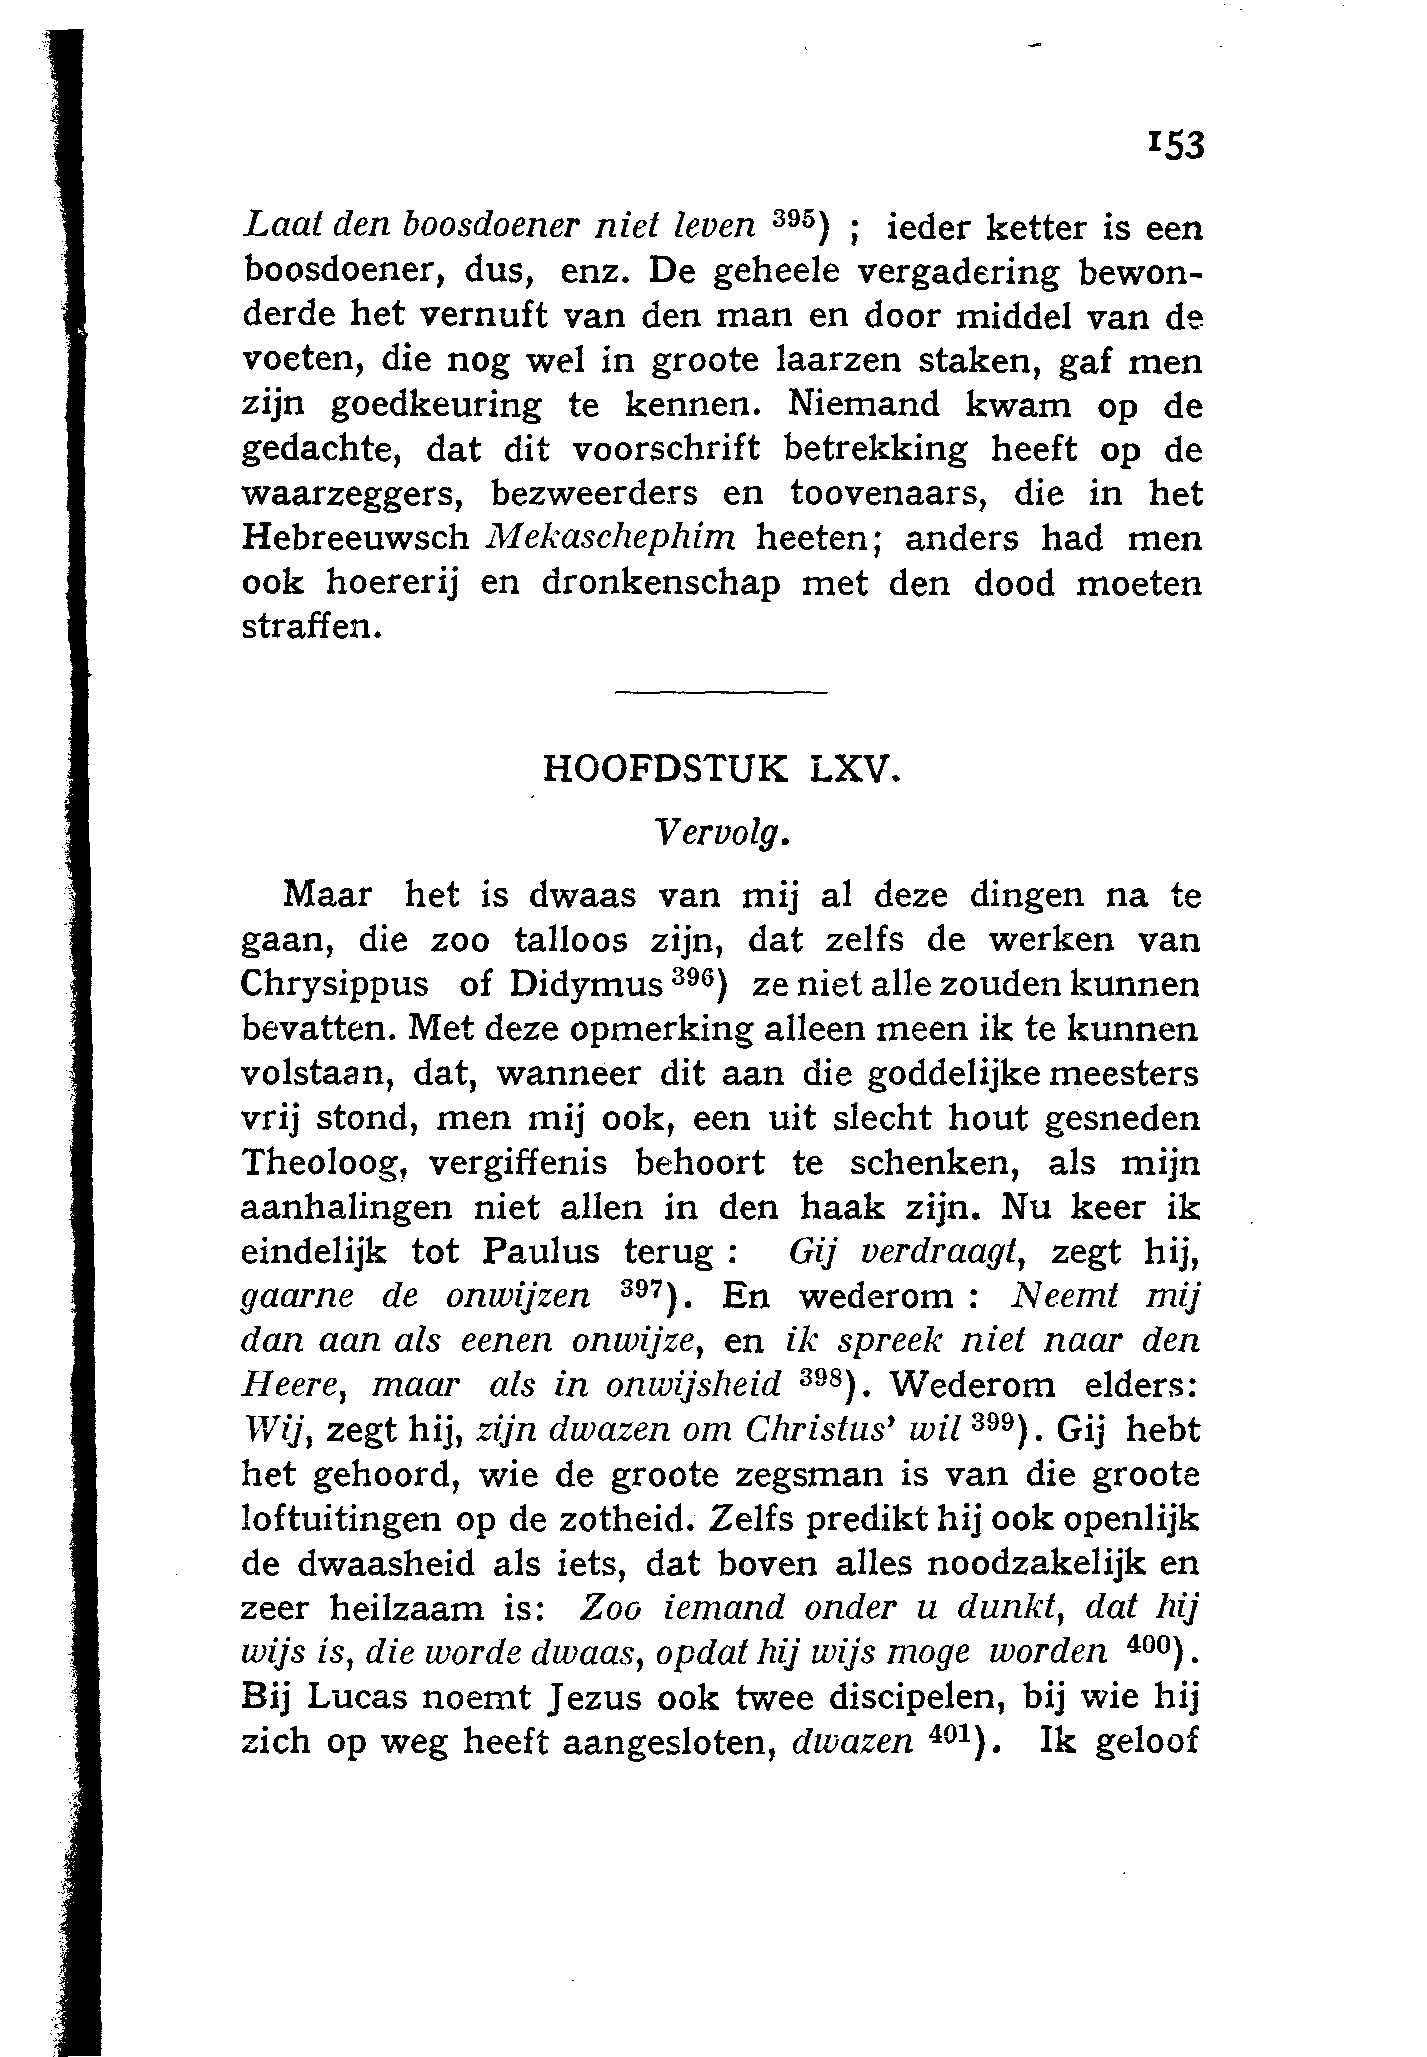 153
Laat den boosdoener niet leven 395) ; ieder ketter is een
boosdoener, dus, enz. De geheele vergadering bewon-
derde het vernuft van den man en door middel van de
voeten, die nog wel in groote laarzen staken, gaf men
zijn goedkeuring te kennen. Niemand kwam op de
gedachte, dat dit voorschrift betrekking heeft op de
waarzeggers, bezweerders en toovenaars, die in het
Hebreeuwsch Mekaschephim heeten; anders had men
ook hoererij en dronkenschap met den dood moeten
straffen.
HOOFDSTUK LXV.
Vervolg.
Maar het is dwaas van mij al deze dingen na te
gaan, die zoo talloos zijn, dat zelfs de werken van
Chrysippus of Didymus 396) ze niet alle zouden kunnen
bevatten. Met deze opmerking alleen meen ik te kunnen
volstaan, dat, wanneer dit aan die goddelijke meesters
vrij stond, men mij ook, een uit slecht hout gesneden
Theoloog, vergiffenis behoort te schenken, als mijn
aanhalingen niet allen in den haak zijn. Nu keer ik
eindelijk tot Paulus terug : Gij verdraagt, zegt hij,
gaarne de onwijzen 397). En wederom : Neemt mij
dan aan als eenen onwijze, en ik spreek niet naar den
Heere, maar als in onwijsheid 398). Wederom elders:
Wij, zegt hij, zijn dwazen om Christus' wil 399). Gij hebt
het gehoord, wie de groote zegsman is van die groote
loftuitingen op de zotheid. Zelfs predikt hij ook openlijk
de dwaasheid als iets, dat boven alles noodzakelijk en
zeer heilzaam is: Zoo iemand onder u dunkt, dat hij
wijs is, die worde dwaas, opdat hij wijs moge worden 400).
Bij Lucas noemt Jezus ook twee discipelen, bij wie hij
zich op weg heeft aangesloten, dwazen 401). Ik geloof